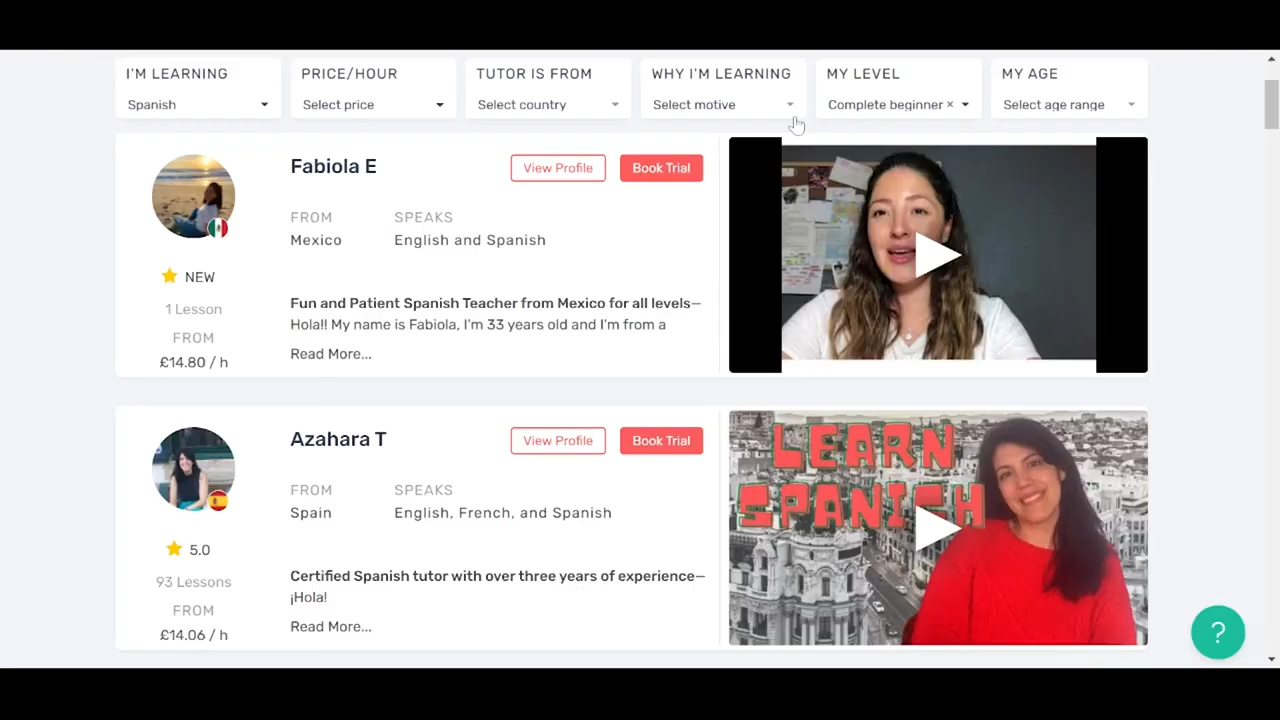 I'M LEARNING
Spanish
PRICE/HOUR
Select price
TUTOR IS FROM
Select country
WHY I'M LEARNING
Select motive
MY LEVEL
Complete beginner ×
MY AGE
Select age range
Fabiola E
View Profile
Book Trial
FROM
Mexico
SPEAKS
English and Spanish
NEW
1 Lesson
FROM
£14.80 / h
Fun and Patient Spanish Teacher from Mexico for all levels—
Hola!! My name is Fabiola, I'm 33 years old and I'm from a
Read More...
Azahara T
View Profile
Book Trial
FROM
Spain
SPEAKS
English, French, and Spanish
5.0
93 Lessons
FROM
£14.06 / h
Certified Spanish tutor with over three years of experience—
¡Hola!
Read More...
LEARN
SPANISH
?